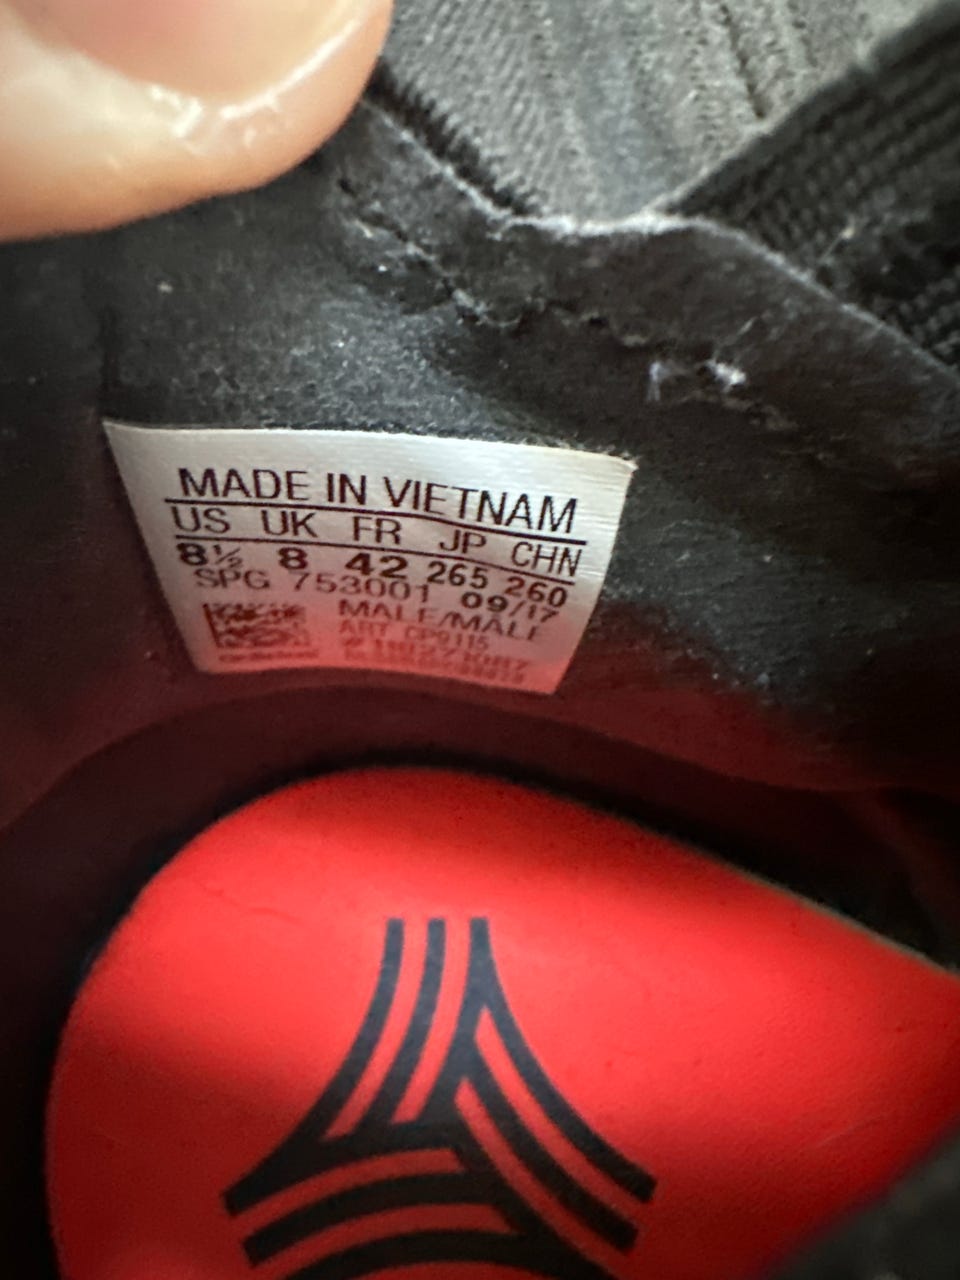 MADE IN VIETNAM
US UK FR JP CHN
8½ 8 42 265 260
SPG 753001 09/17
MALE/MALE
ART CP9115